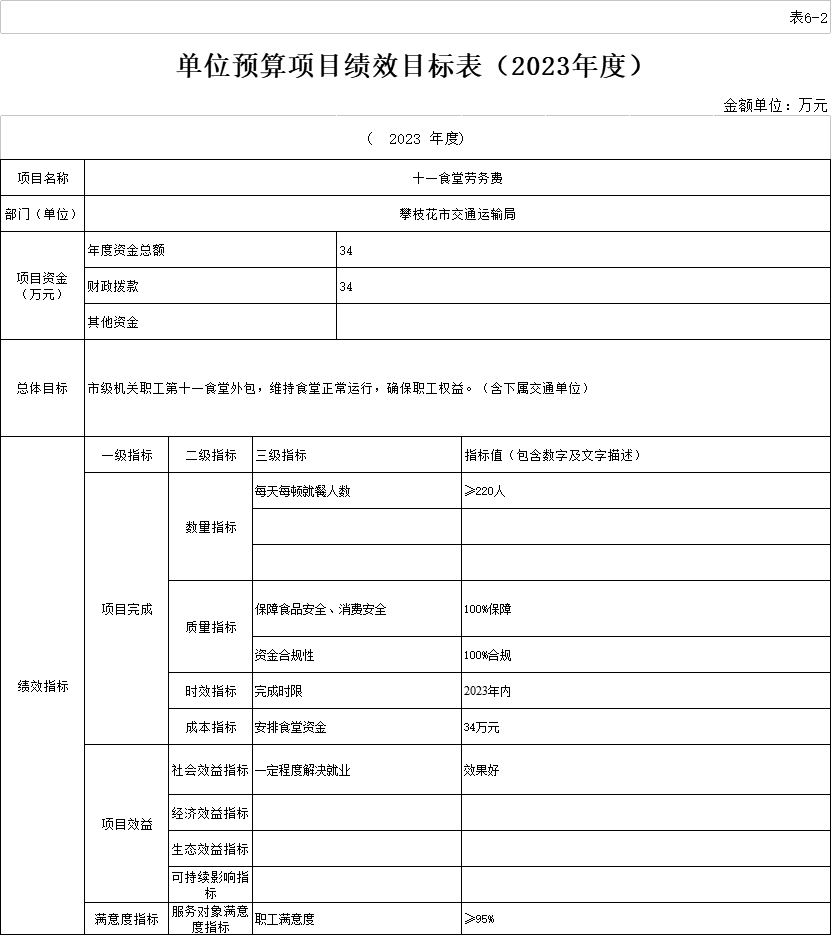 表6-2
单位预算项目绩效目标表（2023年度）
金额单位：万元
( 2023 年度)
项目名称 十一食堂劳务费
部门（单位） 攀枝花市交通运输局
项目资金
（万元）
年度资金总额 34
财政拨款 34
其他资金
总体目标 市级机关职工第十一食堂外包，维持食堂正常运行，确保职工权益。（含下属交通单位）
绩效指标
一级指标 二级指标 三级指标 指标值（包含数字及文字描述）
项目完成
数量指标
每天每顿就餐人数 ≥220人
质量指标
保障食品安全、消费安全 100%保障
资金合规性 100%合规
时效指标 完成时限 2023年内
成本指标 安排食堂资金 34万元
项目效益
社会效益指标 一定程度解决就业 效果好
经济效益指标
生态效益指标
可持续影响指
标
满意度指标
服务对象满意
度指标
职工满意度 ≥95%